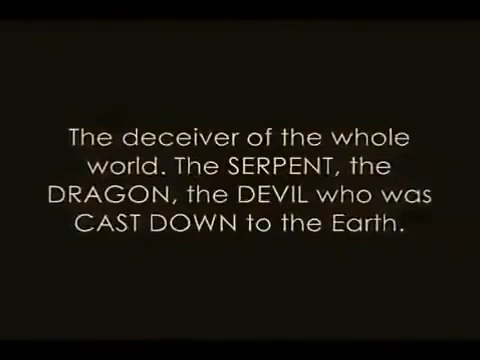 The deceiver of the whole
world. The SERPENT, the
DRAGON, the DEVIL who was
CAST DOWN to the Earth.